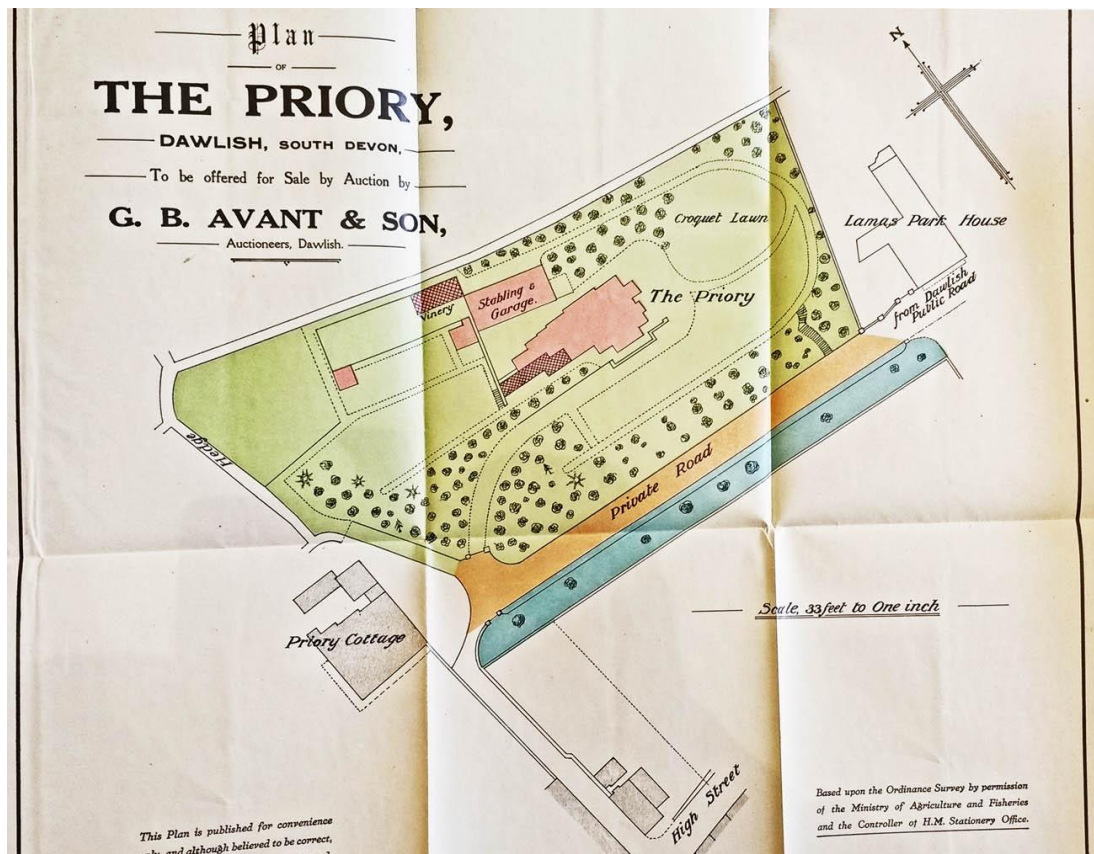 Plan
OF
THE PRIORY,
DAWLISH, SOUTH DEVON,
To be offered for Sale by Auction by
G. B. AVANT & SON,
Auctioneers, Dawlish.
N
Croquet Lawn
Lamas Park House
Stabling &
Garage.
Vinery
The Priory
from Dawlish
Public Road
Hedge
Private Road
Scale, 33 feet to One inch
Priory Cottage
High Street
Based upon the Ordinance Survey by permission
of the Ministry of Agriculture and Fisheries
and the Controller of H.M. Stationery Office.
This Plan is published for convenience
and although believed to be correct,